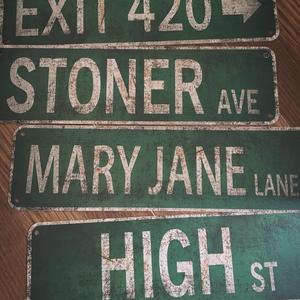 EXIT 420
STONER AVE
MARY JANE LANE
HIGH ST